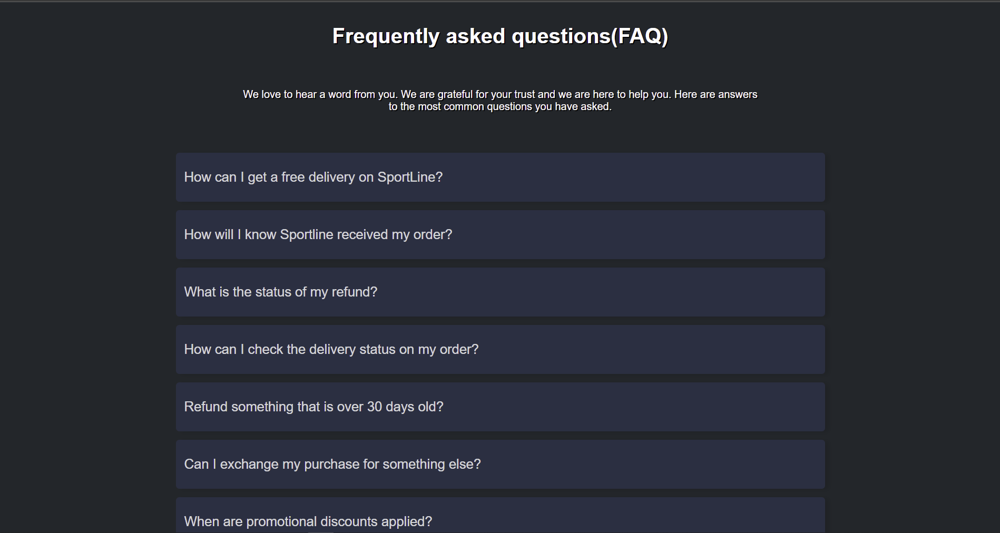 Frequently asked questions(FAQ)
We love to hear a word from you. We are grateful for your trust and we are here to help you. Here are answers
to the most common questions you have asked.
How can I get a free delivery on SportLine?
How will I know Sportline received my order?
What is the status of my refund?
How can I check the delivery status on my order?
Refund something that is over 30 days old?
Can I exchange my purchase for something else?
When are promotional discounts applied?